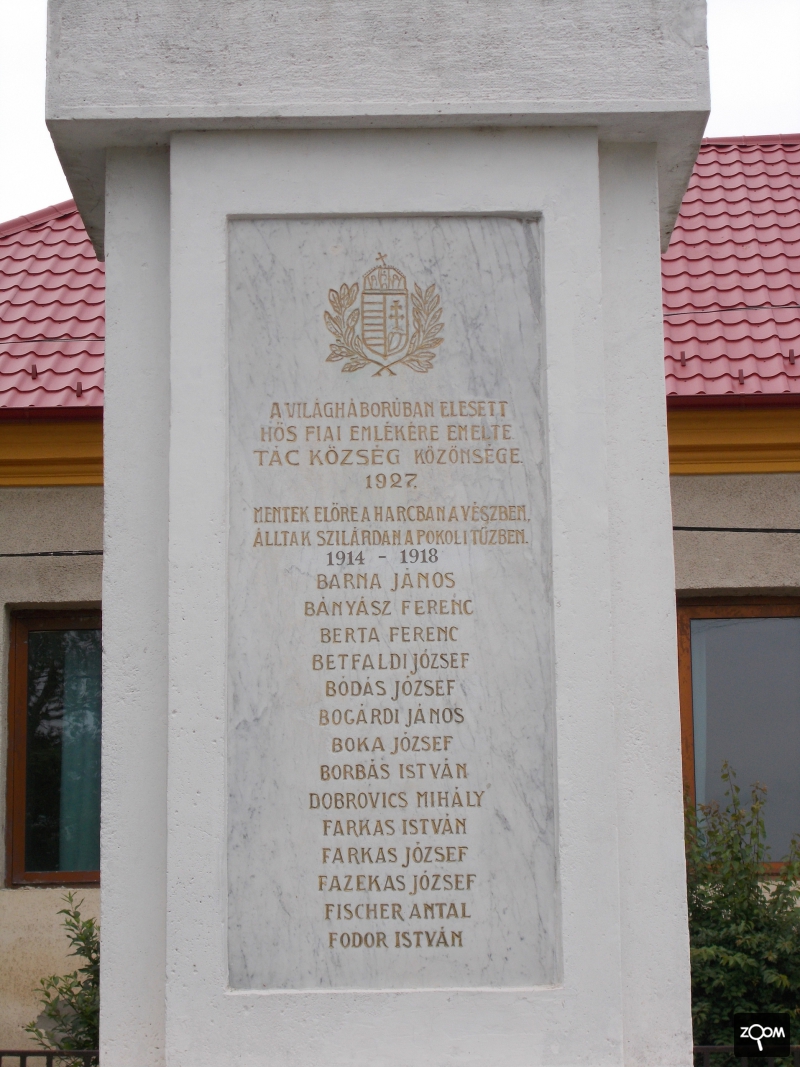 A VILÁGHÁBORÚBAN ELESETT
HŐS FIAI EMLÉKÉRE EMELTE
TÁC KÖZSÉG KÖZÖNSÉGE.
1927.
MENTEK ELŐRE A HARCBAN A VÉSZBEN,
ÁLLTAK SZILÁRDAN A POKOLI TŰZBEN.
1914 - 1918
BARNA JÁNOS
BÁNYÁSZ FERENC
BERTA FERENC
BETFALDI JÓZSEF
BÓDÁS JÓZSEF
BOGÁRDI JÁNOS
BOKA JÓZSEF
BORBÁS ISTVÁN
DOBROVICS MIHÁLY
FARKAS ISTVÁN
FARKAS JÓZSEF
FAZEKAS JÓZSEF
FISCHER ANTAL
FODOR ISTVÁN
ZOOM